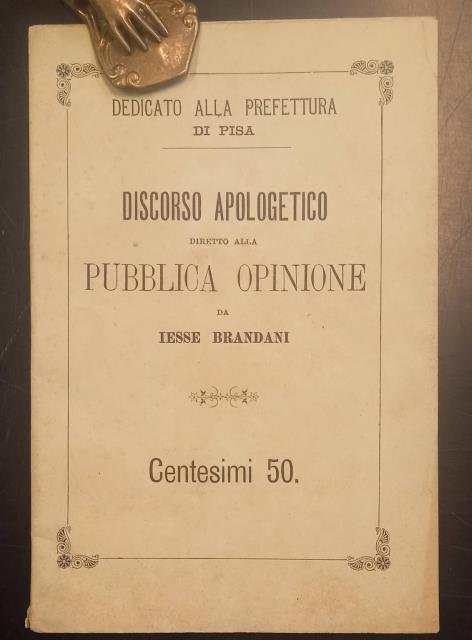 DEDICATO ALLA PREFETTURA
DI PISA
DISCORSO APOLOGETICO
DIRETTO ALLA
PUBBLICA OPINIONE
DA
IESSE BRANDANI
Centesimi 50.